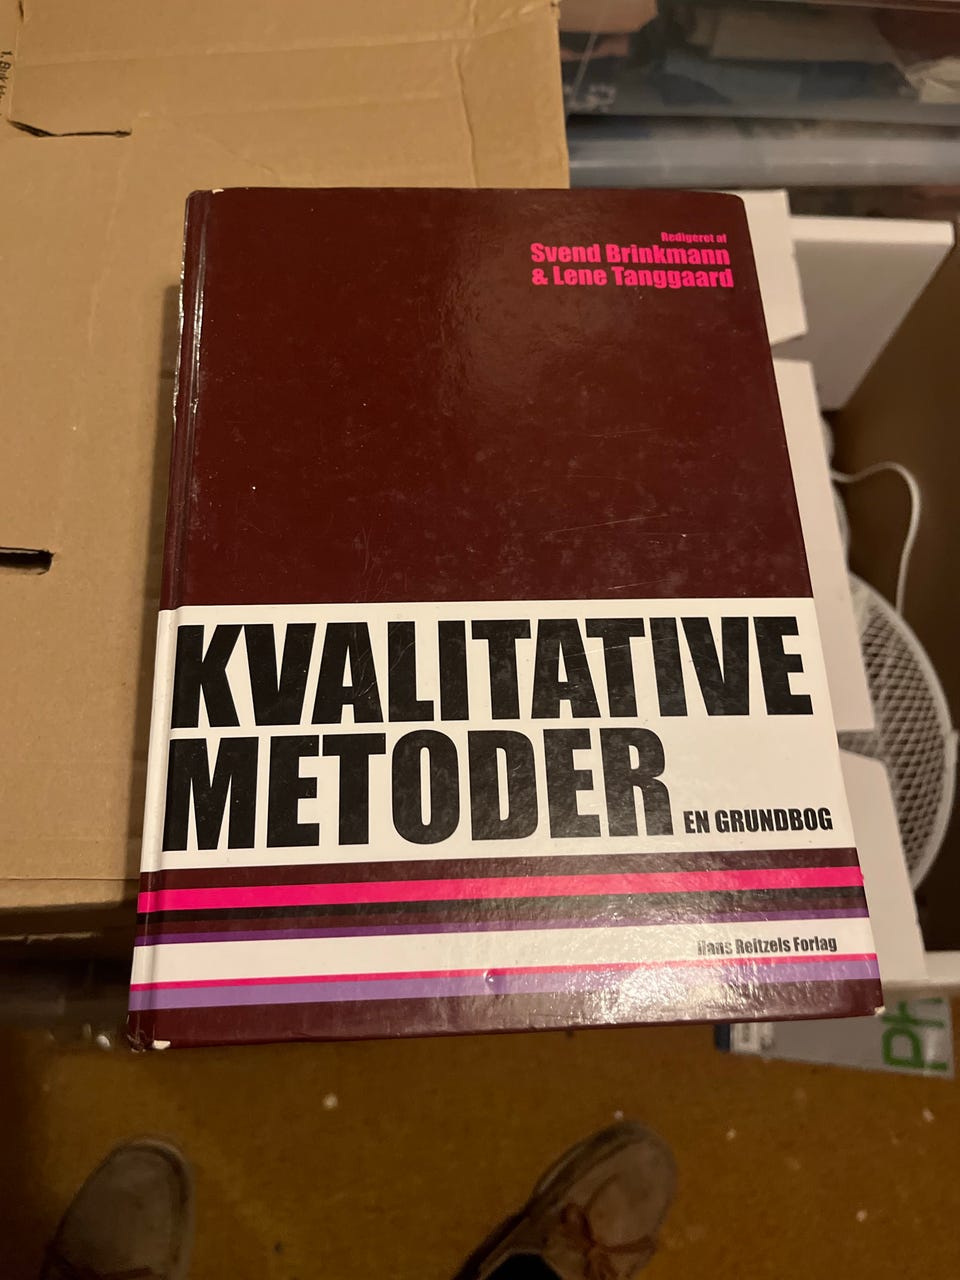 Redigeret af
Svend Brinkmann
& Lene Tanggaard
KVALITATIVE
METODER
EN GRUNDBOG
Hans Reitzels Forlag